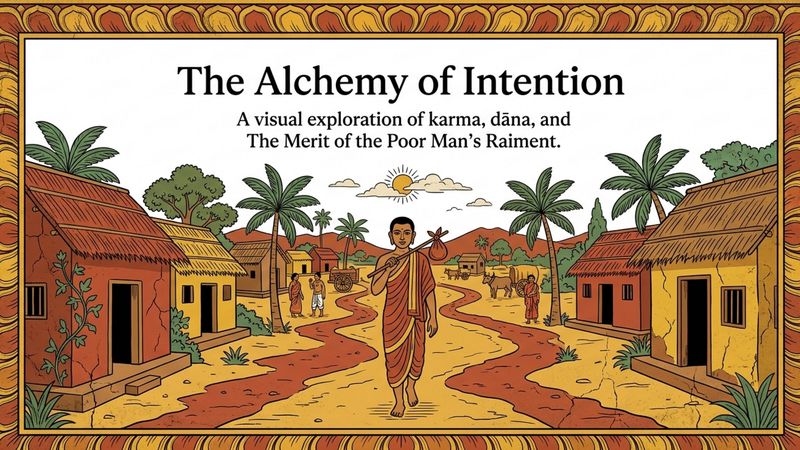 The Alchemy of Intention
A visual exploration of karma, dāna, and
The Merit of the Poor Man’s Raiment.